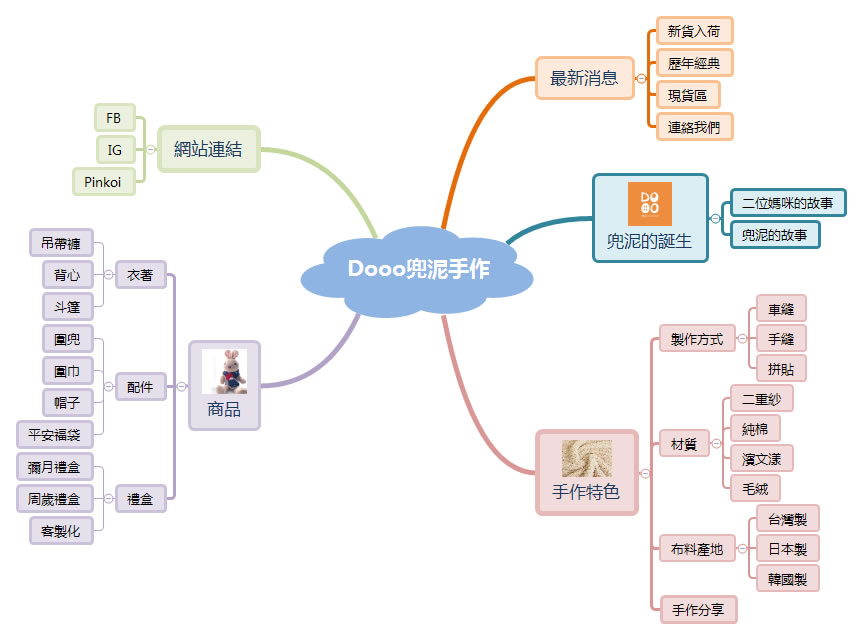 Dooo兜泥手作
最新消息
新貨入荷
歷年經典
現貨區
連絡我們
DO
兜泥的誕生
二位媽咪的故事
兜泥的故事
手作特色
製作方式
車縫
手縫
拼貼
材質
二重紗
純棉
濱文漾
毛絨
布料產地
台灣製
日本製
韓國製
手作分享
網站連結
FB
IG
Pinkoi
商品
衣著
吊帶褲
背心
斗篷
配件
圍兜
圍巾
帽子
平安福袋
禮盒
彌月禮盒
周歲禮盒
客製化